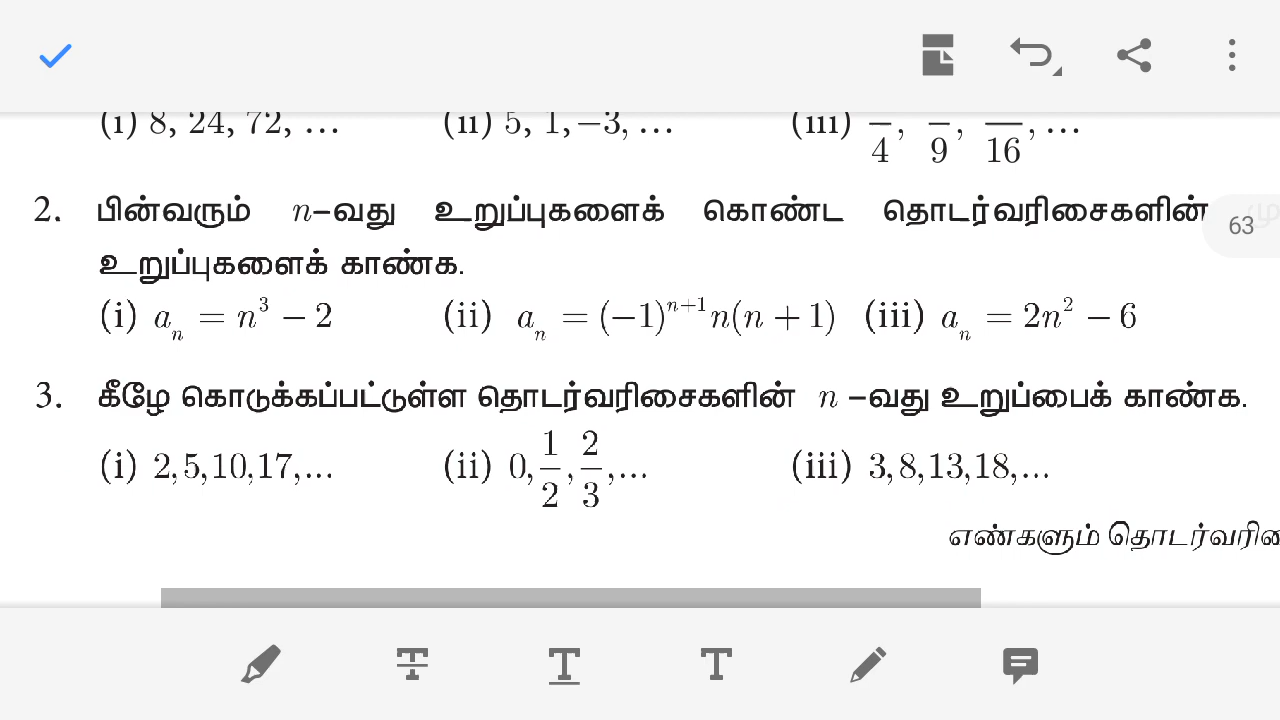 (i) 8, 24, 72, ... (ii) 5, 1, −3, ... (iii) —/4, —/9, —/16, ...
2. பின்வரும் n−வது உறுப்புகளைக் கொண்ட தொடர்வரிசைகளின்
63
உறுப்புகளைக் காண்க.
(i) aₙ = n³ − 2 (ii) aₙ = (−1)ⁿ⁺¹n(n + 1) (iii) aₙ = 2n² − 6
3. கீழே கொடுக்கப்பட்டுள்ள தொடர்வரிசைகளின் n −வது உறுப்பைக் காண்க.
(i) 2,5,10,17,... (ii) 0,1/2,2/3,... (iii) 3,8,13,18,...
எண்களும்